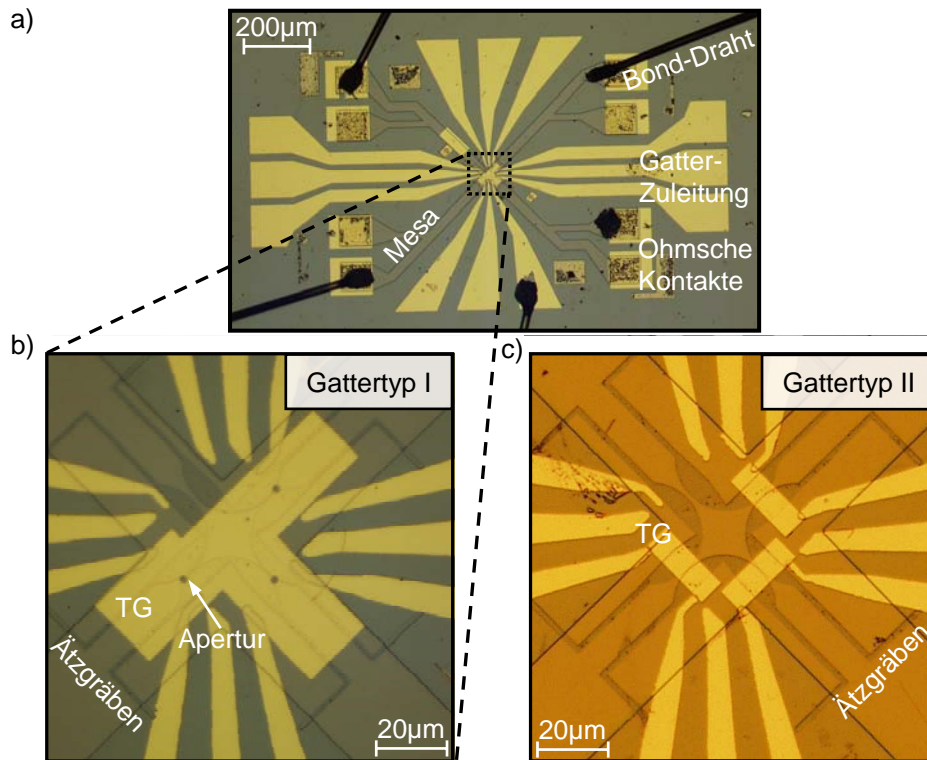 a)
200µm
Bond-Draht
Gatter-
Zuleitung
Mesa
Ohmsche
Kontakte
b)
Gattertyp I
TG
Apertur
Ätzgräben
20µm
c)
Gattertyp II
TG
Ätzgräben
20µm